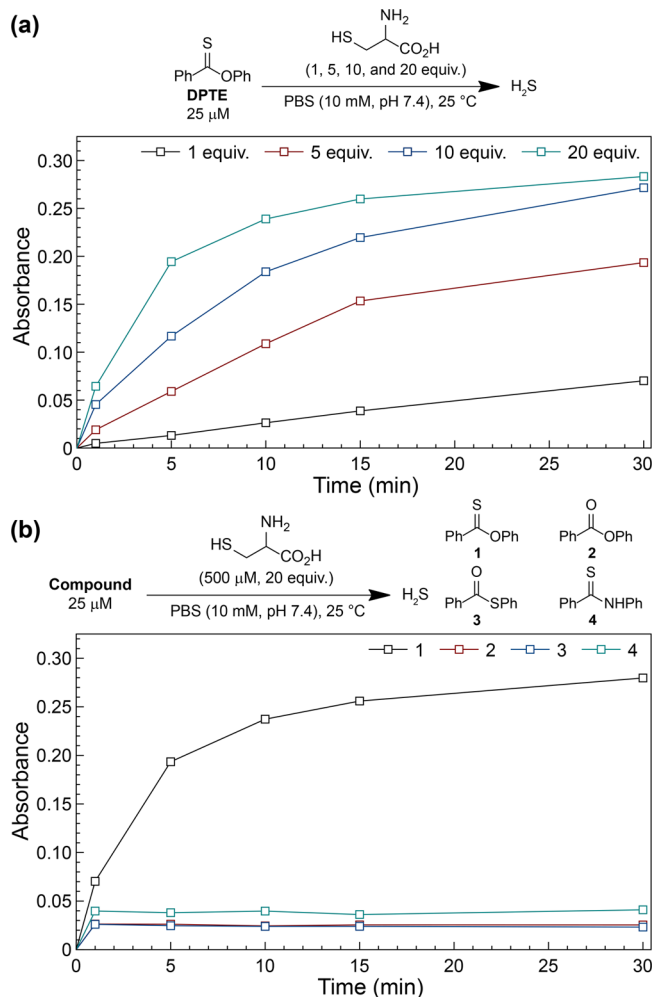 (a)
S
Ph OPh
DPTE
25 μM
NH2
HS CO2H
(1, 5, 10, and 20 equiv.)
PBS (10 mM, pH 7.4), 25 °C
H2S
1 equiv. 5 equiv. 10 equiv. 20 equiv.
0.30
0.25
0.20
0.15
0.10
0.05
0
Absorbance
0 5 10 15 20 25 30
Time (min)
(b)
Compound
25 μM
NH2
HS CO2H
(500 μM, 20 equiv.)
PBS (10 mM, pH 7.4), 25 °C
H2S
S
Ph OPh
1
O
Ph OPh
2
O
Ph SPh
3
S
Ph NHPh
4
1 2 3 4
0.30
0.25
0.20
0.15
0.10
0.05
0
Absorbance
0 5 10 15 20 25 30
Time (min)